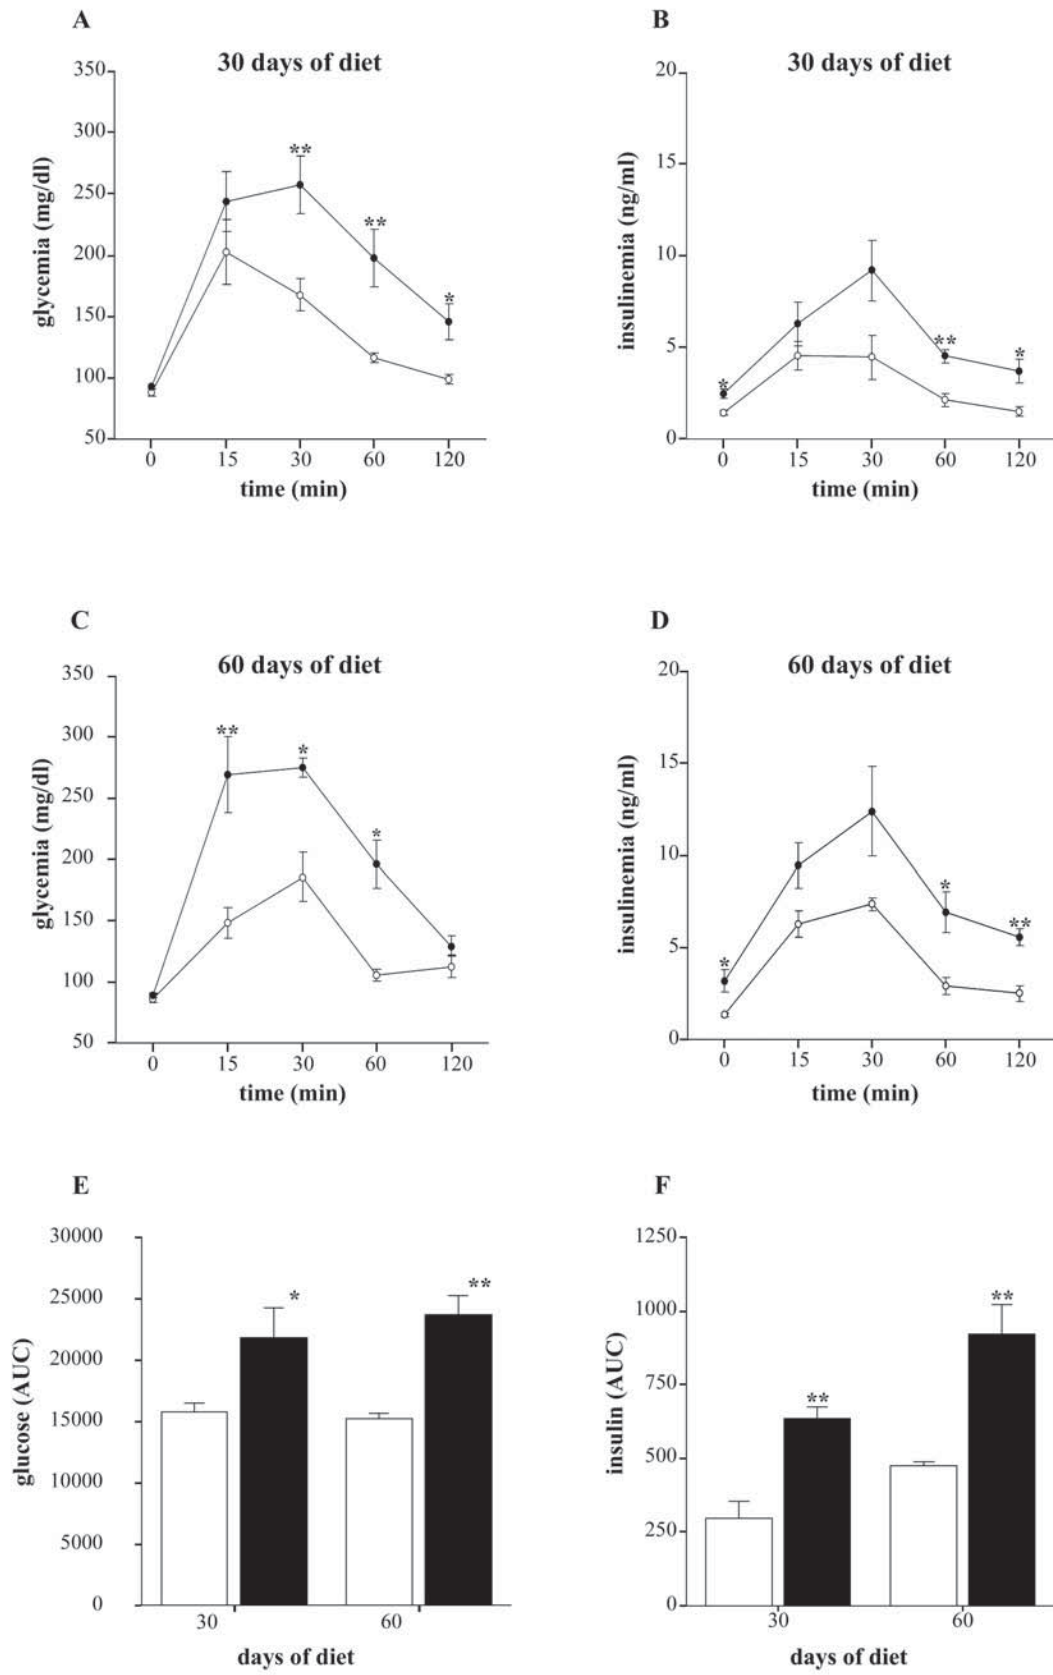 A
30 days of diet
350
300
250
200
150
100
50
glycemia (mg/dl)
**
**
*
0 15 30 60 120
time (min)
B
30 days of diet
20
15
10
5
0
insulinemia (ng/ml)
*
**
*
0 15 30 60 120
time (min)
C
60 days of diet
350
300
250
200
150
100
50
glycemia (mg/dl)
**
*
*
0 15 30 60 120
time (min)
D
60 days of diet
20
15
10
5
0
insulinemia (ng/ml)
*
*
**
0 15 30 60 120
time (min)
E
30000
25000
20000
15000
10000
5000
0
glucose (AUC)
*
**
30 60
days of diet
F
1250
1000
750
500
250
0
insulin (AUC)
**
**
30 60
days of diet